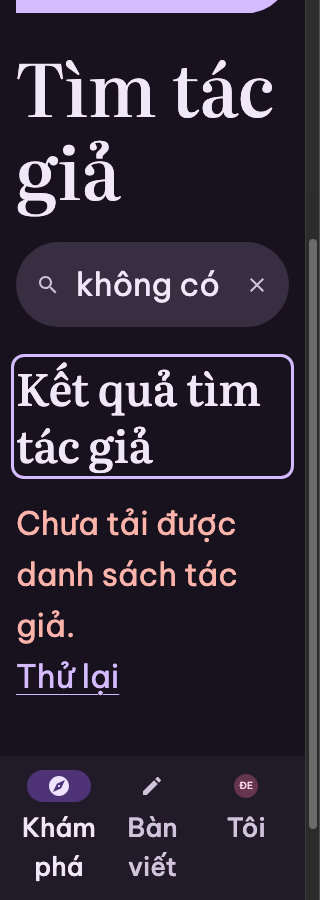 Tìm tác
giả
không có
Kết quả tìm
tác giả
Chưa tải được
danh sách tác
giả.
Thử lại
ĐE
Khám
phá
Bàn
viết
Tôi